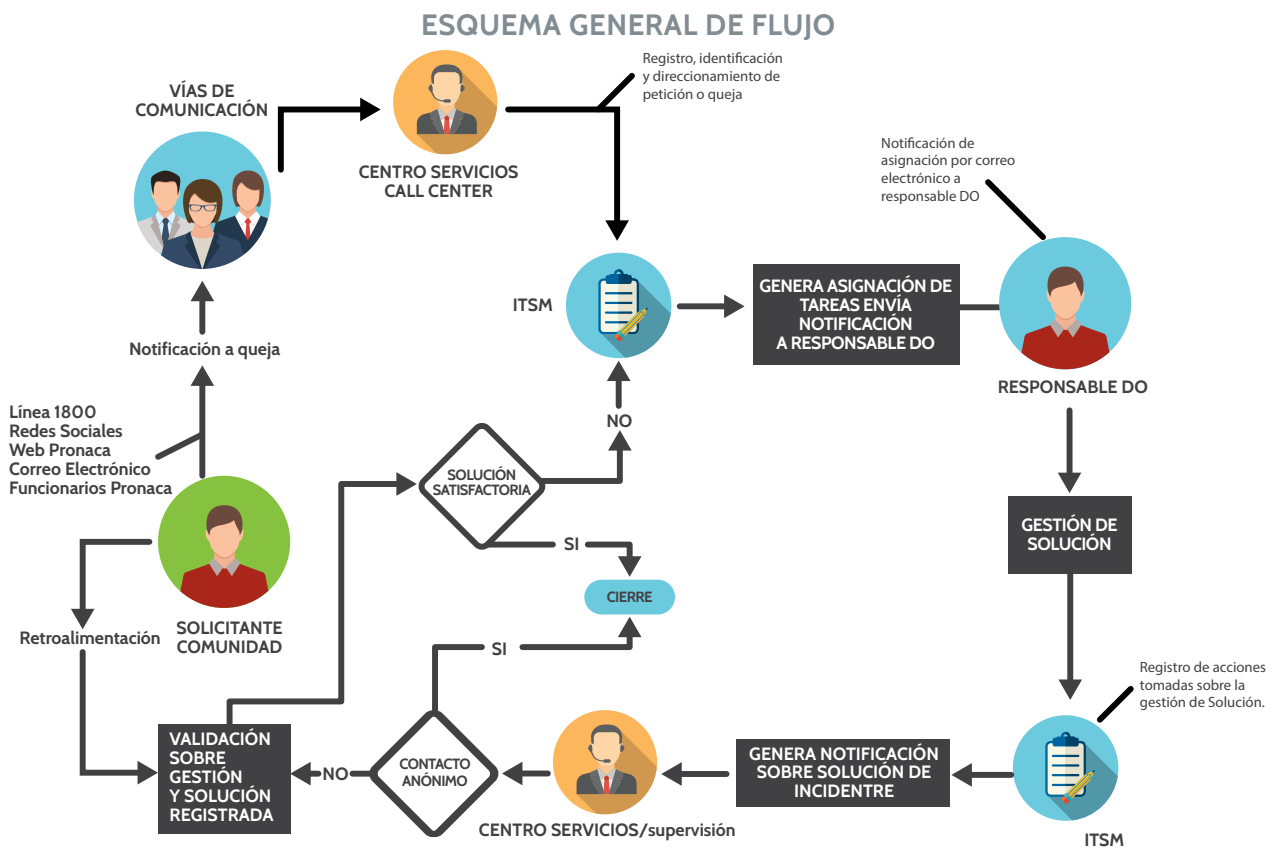 ESQUEMA GENERAL DE FLUJO
Registro, identificación
y direccionamiento de
petición o queja
VÍAS DE
COMUNICACIÓN
CENTRO SERVICIOS
CALL CENTER
Notificación de
asignación por correo
electrónico a
responsable DO
ITSM
GENERA ASIGNACIÓN DE
TAREAS ENVÍA
NOTIFICACIÓN
A RESPONSABLE DO
RESPONSABLE DO
Notificación a queja
Línea 1800
Redes Sociales
Web Pronaca
Correo Electrónico
Funcionarios Pronaca
NO
SOLUCIÓN
SATISFACTORIA
SI
CIERRE
GESTIÓN DE
SOLUCIÓN
SOLICITANTE
COMUNIDAD
Retroalimentación
SI
Registro de acciones
tomadas sobre la
gestión de Solución.
VALIDACIÓN
SOBRE
GESTIÓN
Y SOLUCIÓN
REGISTRADA
NO
CONTACTO
ANÓNIMO
CENTRO SERVICIOS/supervisión
GENERA NOTIFICACIÓN
SOBRE SOLUCIÓN DE
INCIDENTRE
ITSM